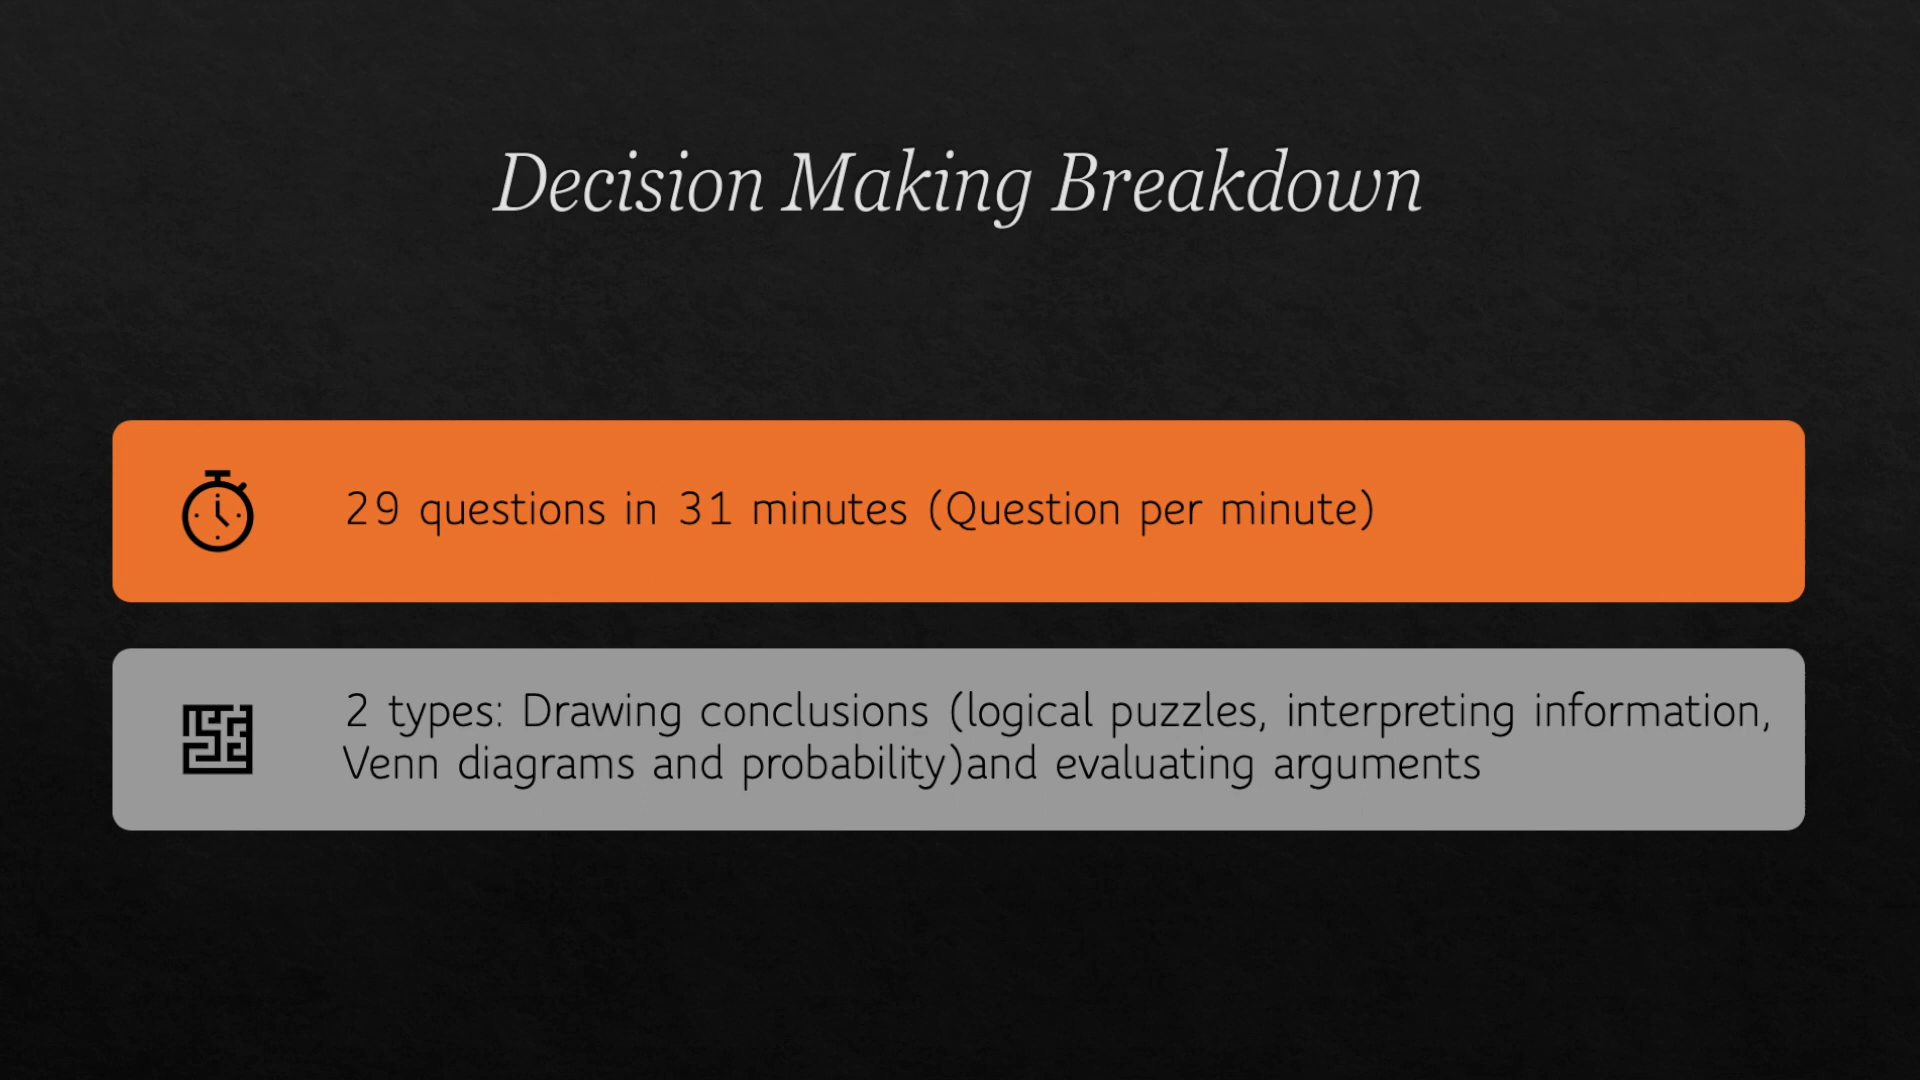 Decision Making Breakdown
29 questions in 31 minutes (Question per minute)
2 types: Drawing conclusions (logical puzzles, interpreting information,
Venn diagrams and probability)and evaluating arguments